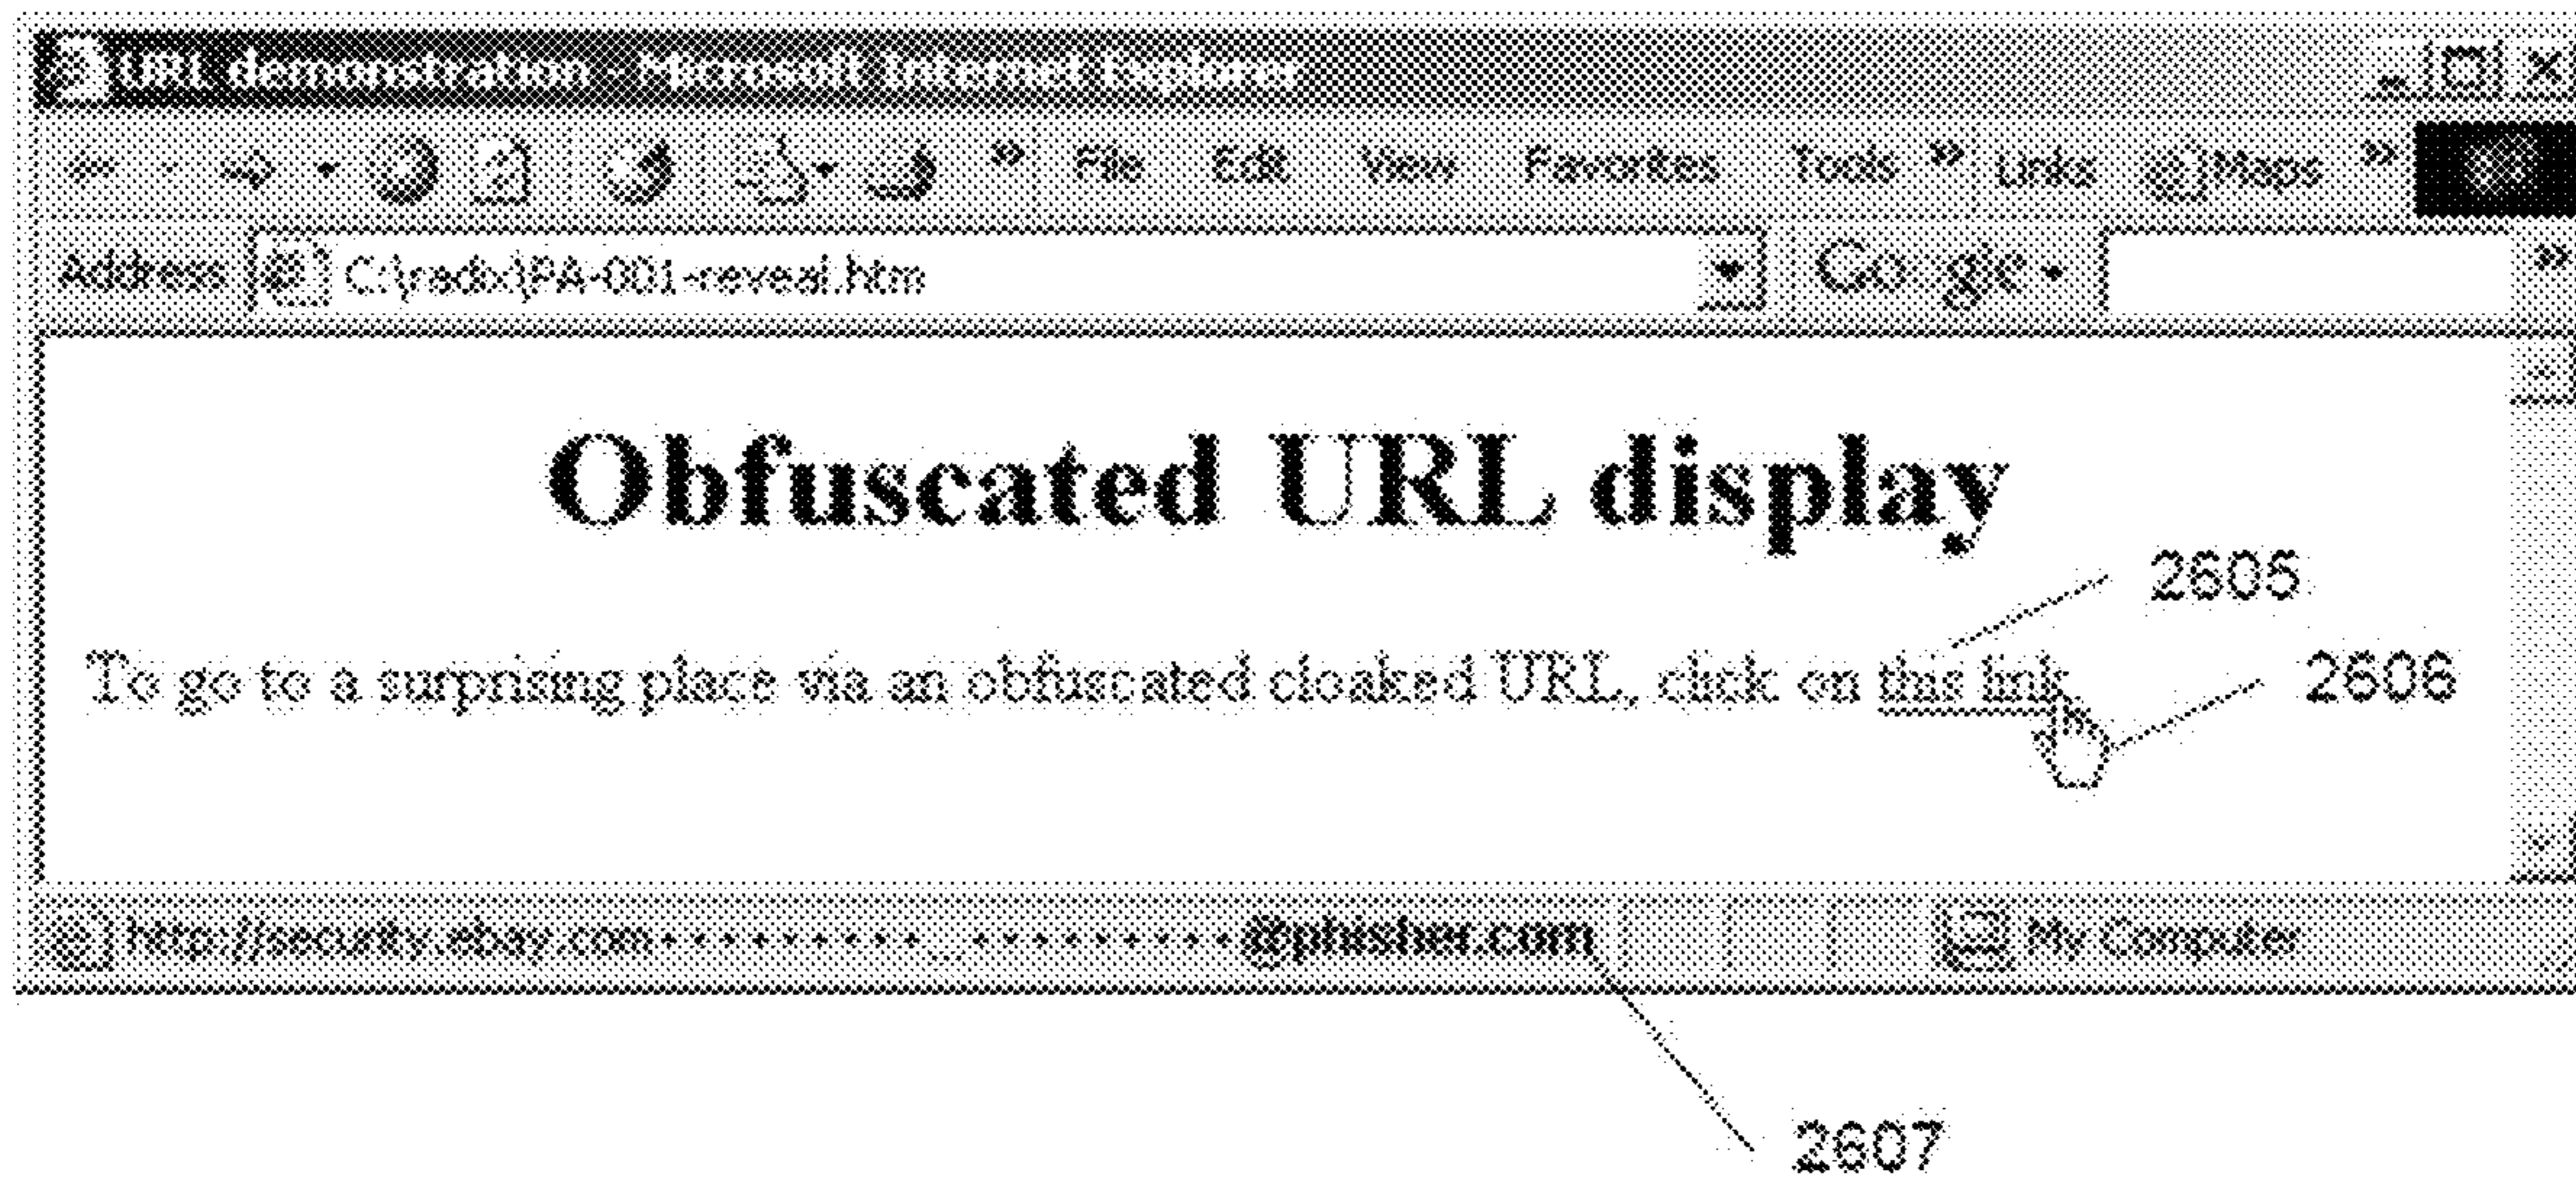 URL demonstration - Microsoft Internet Explorer
» File Edit View Favorites Tools » Links Maps »
Address C:\radix\PA-001-reveal.htm Google »
Obfuscated URL display
2605
To go to a surprising place via an obfuscated cloaked URL, click on this link
2606
http://security.ebay.com·········...·········@phisher.com My Computer
2607